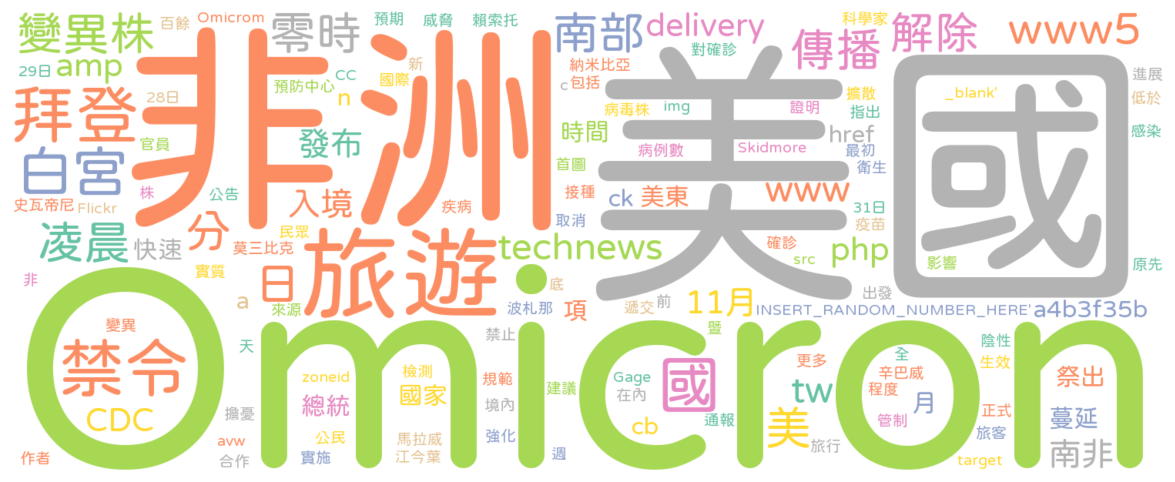 變異株
百餘
Omicrom
零時
預期
威脅
賴索托
南部
delivery
科學家
解除
www5
29日
amp
預防中心
CC
新
國際
n
納米比亞
c
包括
對確診
傳播
擴散
_blank'
進展
低於
拜登
28日
非洲
美國
病毒株
img
證明
指出
感染
官員
發布
時間
病例數
Skidmore
href
最初
衛生
白宮
株
公告
首圖
接種
ck
美東
www
31日
史瓦帝尼
Flickr
入境
疾病
取消
疫苗
凌晨
快速
分
莫三比克
民眾
旅遊
technews
確診
src
php
影響
原先
非
實質
日
a
來源
底
波札那
項
遞交
前
11月
出發
INSERT_RANDOM_NUMBER_HERE'
a4b3f35b
Omicron
變異
禁令
天
禁止
暨
更多
全
陰性
生效
CDC
zoneid
總統
檢測
國家
規範
境內
建議
Gage
在內
國
tw
辛巴威
程度
月
祭出
擔憂
通報
管制
正式
蔓延
作者
avw
合作
公民
實施
馬拉威
江今葉
強化
週
cb
美
旅行
旅客
target
南非